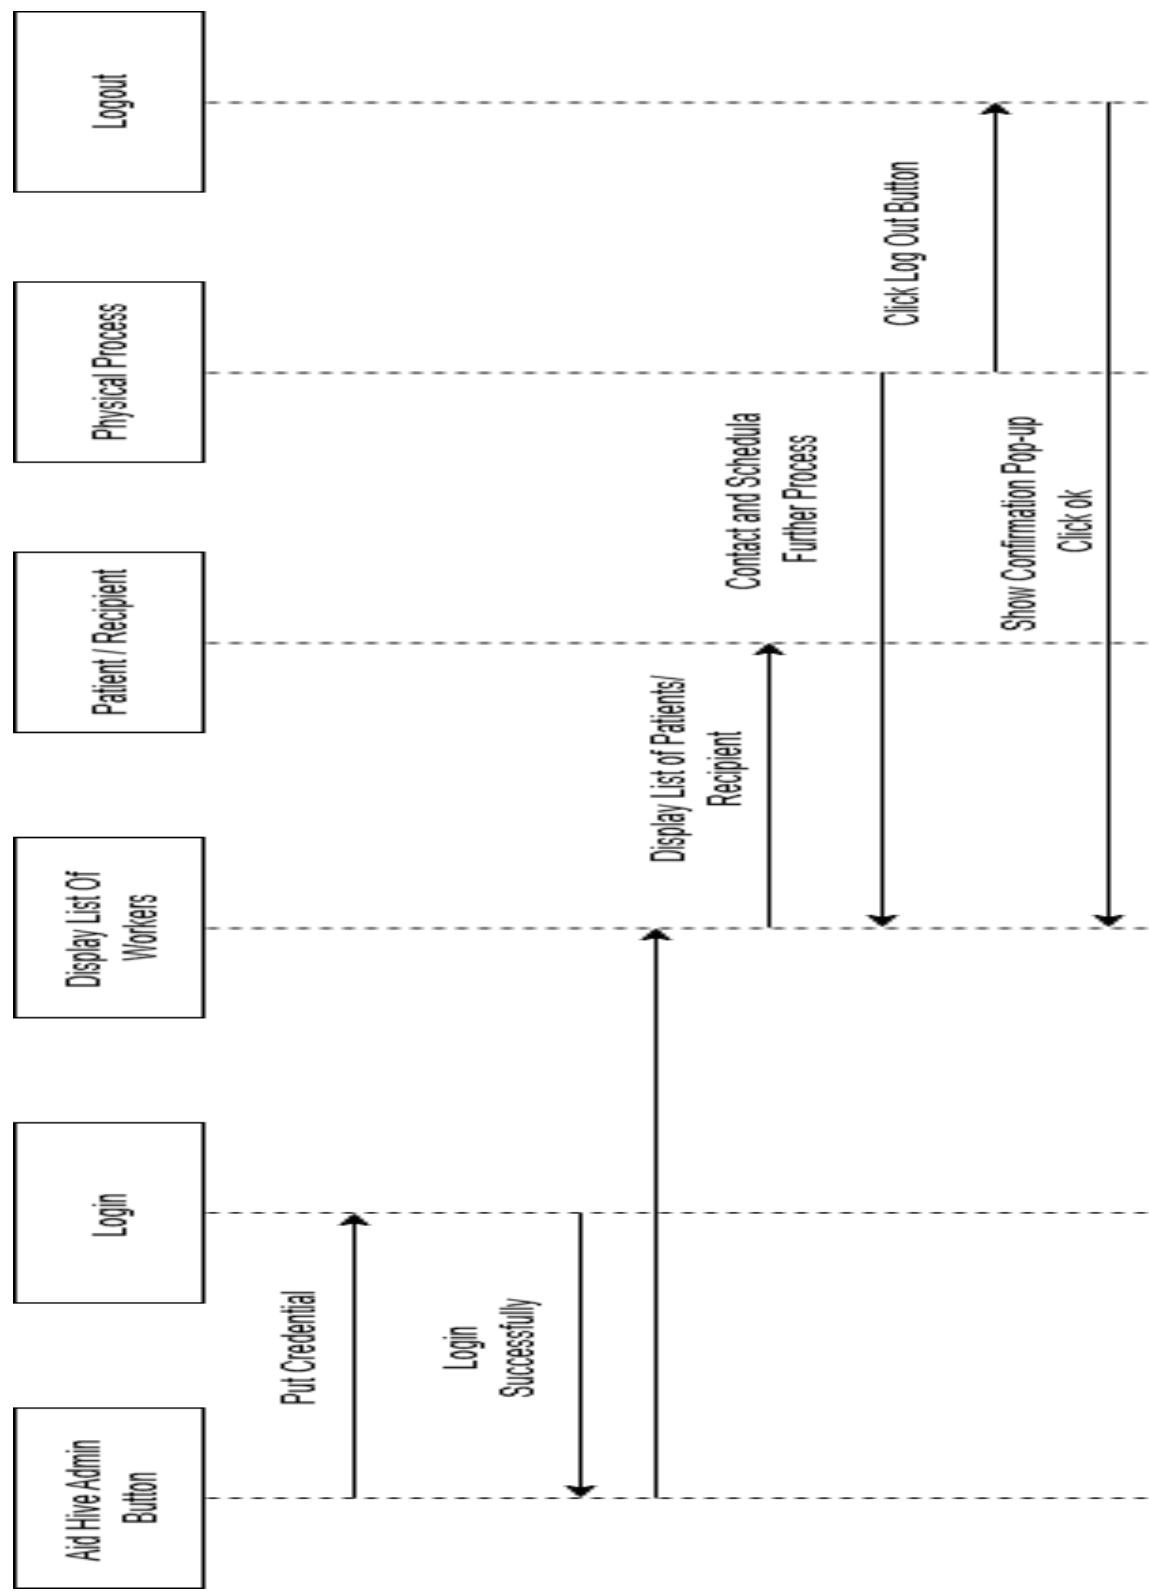 Aid Hive Admin
Button
Login
Display List Of
Workers
Patient / Recipient
Physical Process
Logout
Put Credential
Login
Successfully
Display List of Patients/
Recipient
Contact and Schedula
Further Process
Click Log Out Button
Show Confirmation Pop-up
Click ok